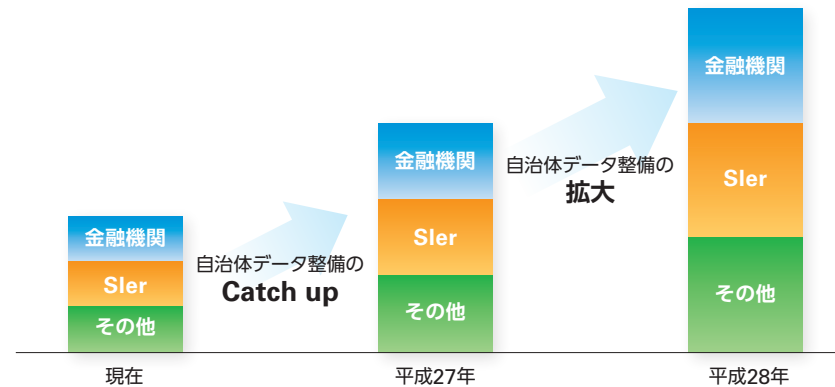 金融機関
SIer
その他
現在
自治体データ整備の
Catch up
金融機関
SIer
その他
平成27年
自治体データ整備の
拡大
金融機関
SIer
その他
平成28年